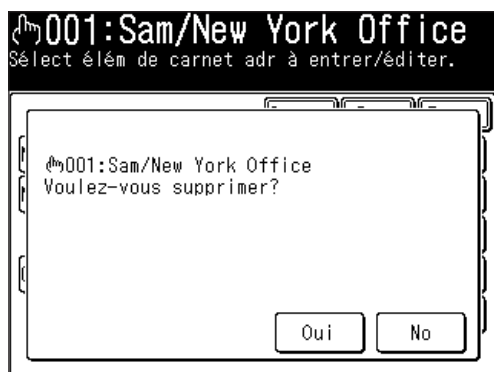 001:Sam/New York Office
Sélect élém de carnet adr à entrer/éditer.
001:Sam/New York Office
Voulez-vous supprimer?
Oui
No